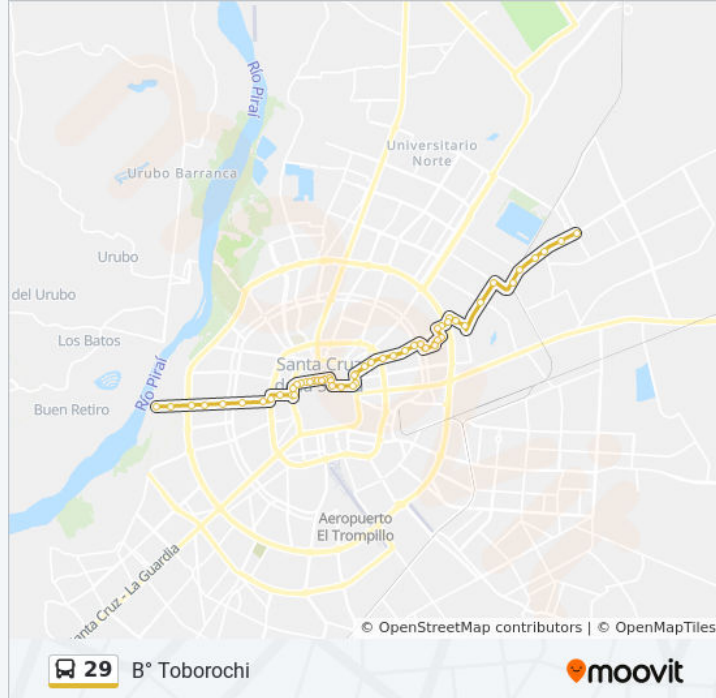 Río Piraí
Universitario
Norte
Urubo Barranca
Urubo
del Urubo
Los Batos
Santa Cruz
Río Piraí
Buen Retiro
Aeropuerto
El Trompillo
Santa Cruz - La Guardia
© OpenStreetMap contributors | © OpenMapTiles
29 B° Toborochi
moovit